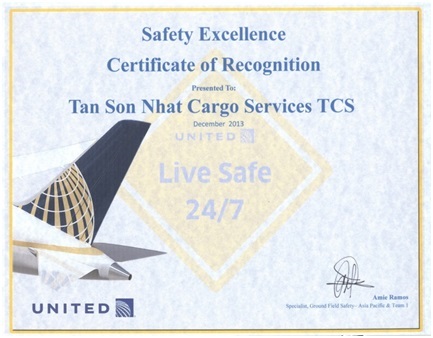 Safety Excellence
Certificate of Recognition
Presented To:
Tan Son Nhat Cargo Services TCS
December 2013
UNITED
Live Safe
24/7
Amie Ramos
Specialist, Ground Field Safety - Asia Pacific & Team 1
UNITED